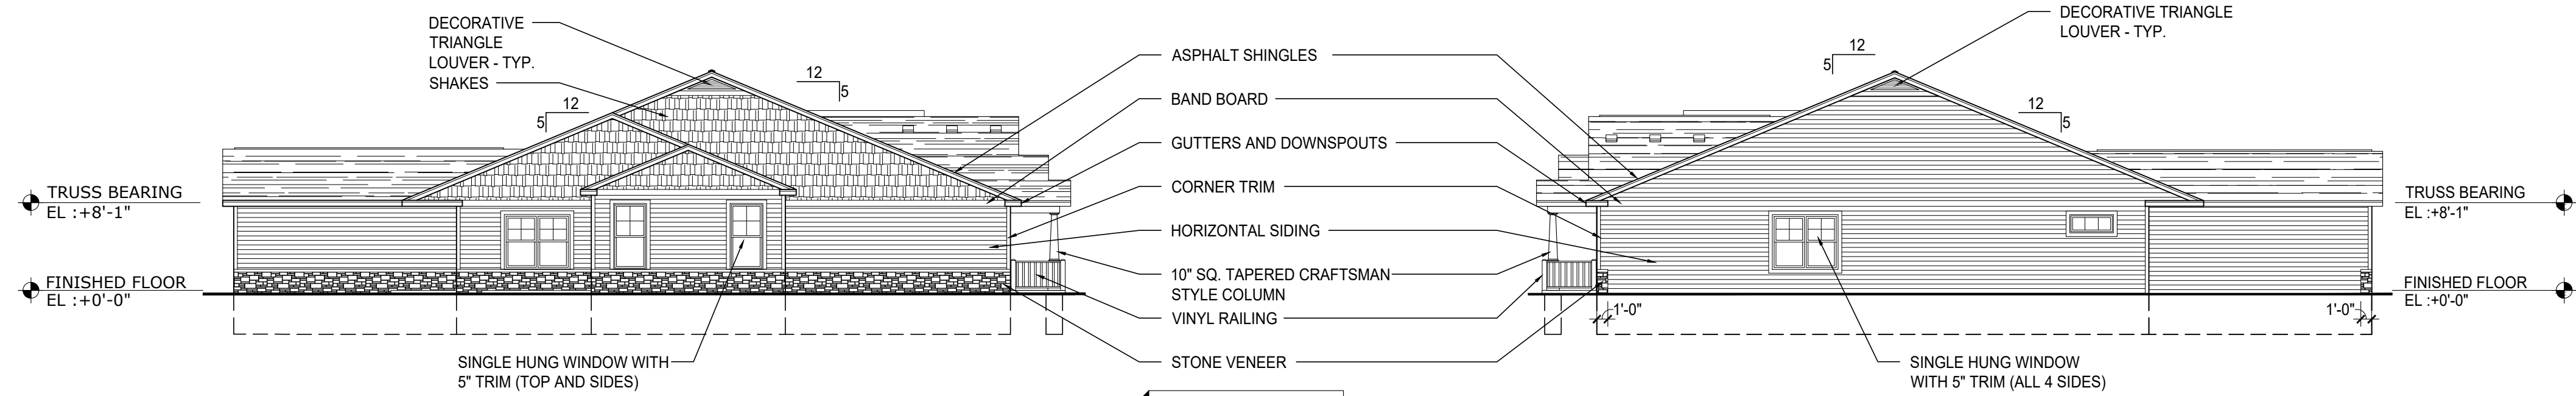 DECORATIVE
TRIANGLE
LOUVER - TYP.
SHAKES
12
5
12
5
TRUSS BEARING
EL :+8'-1"
FINISHED FLOOR
EL :+0'-0"
SINGLE HUNG WINDOW WITH
5" TRIM (TOP AND SIDES)
ASPHALT SHINGLES
BAND BOARD
GUTTERS AND DOWNSPOUTS
CORNER TRIM
HORIZONTAL SIDING
10" SQ. TAPERED CRAFTSMAN
STYLE COLUMN
VINYL RAILING
STONE VENEER
DECORATIVE TRIANGLE
LOUVER - TYP.
12
5
12
5
TRUSS BEARING
EL :+8'-1"
FINISHED FLOOR
EL :+0'-0"
1'-0"
1'-0"
SINGLE HUNG WINDOW
WITH 5" TRIM (ALL 4 SIDES)